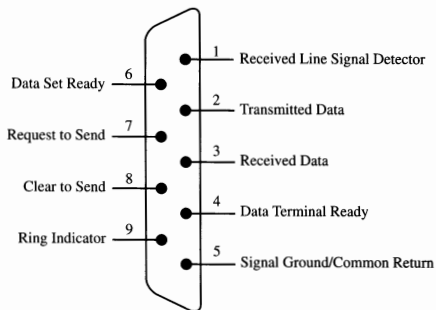 1 Received Line Signal Detector
6 Data Set Ready
2 Transmitted Data
7 Request to Send
3 Received Data
8 Clear to Send
4 Data Terminal Ready
9 Ring Indicator
5 Signal Ground/Common Return